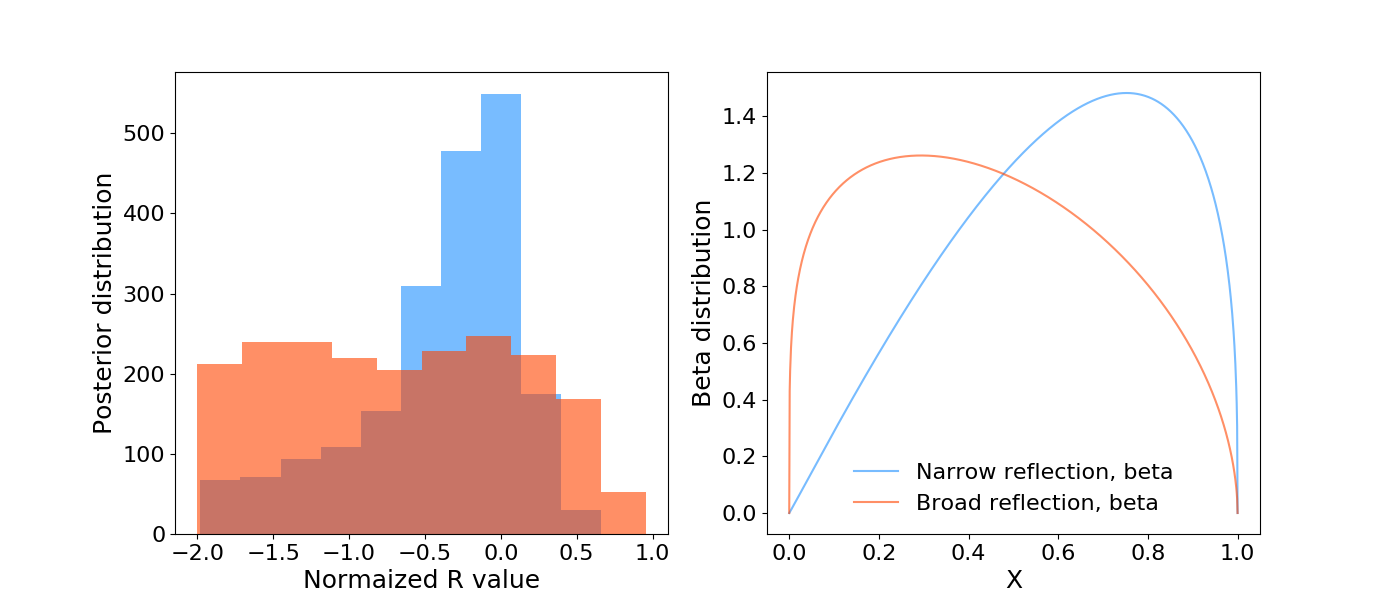 Posterior distribution
500
400
300
200
100
0
−2.0 −1.5 −1.0 −0.5 0.0 0.5 1.0
Normaized R value
Beta distribution
1.4
1.2
1.0
0.8
0.6
0.4
0.2
0.0
Narrow reflection, beta
Broad reflection, beta
0.0 0.2 0.4 0.6 0.8 1.0
X